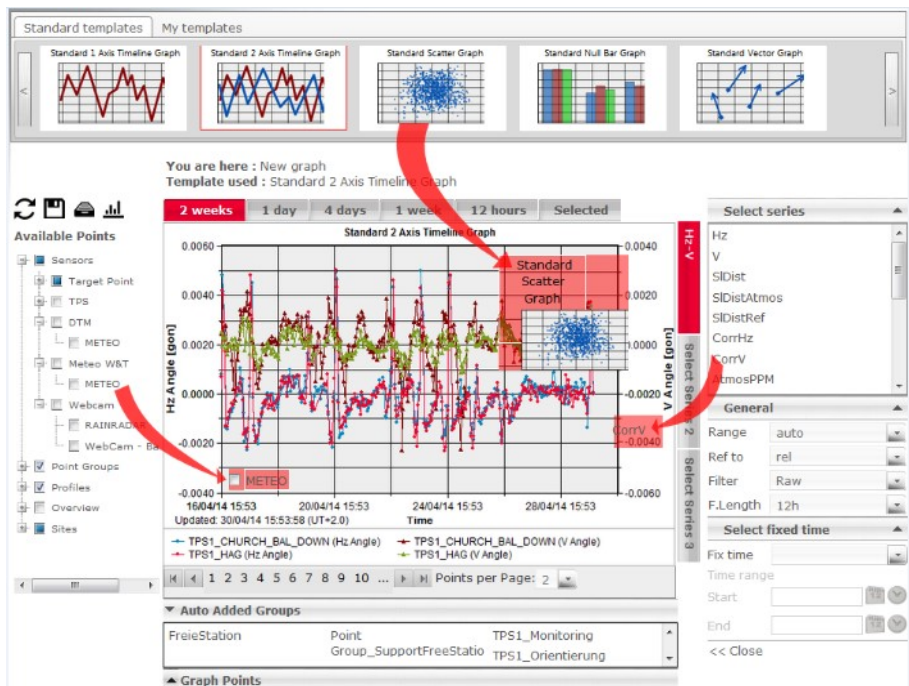 Standard templates
My templates
Standard 1 Axis Timeline Graph
Standard 2 Axis Timeline Graph
Standard Scatter Graph
Standard Null Bar Graph
Standard Vector Graph
<
>
You are here : New graph
Template used : Standard 2 Axis Timeline Graph
Available Points
Sensors
Target Point
TPS
DTM
METEO
Meteo W&T
METEO
Webcam
RAINRADAR
WebCam - Ba
Point Groups
Profiles
Overview
Sites
2 weeks
1 day
4 days
1 week
12 hours
Selected
Standard 2 Axis Timeline Graph
Hz Angle [gon]
0.0060
0.0040
0.0020
0.0000
-0.0020
-0.0040
Standard
Scatter
Graph
0.0040
0.0020
0.0000
-0.0020
-0.0040
-0.0060
V Angle [gon]
CorrV
METEO
16/04/14 15:53
20/04/14 15:53
24/04/14 15:53
28/04/14 15:53
Updated: 30/04/14 15:53:58 (UT+2.0)
Time
TPS1_CHURCH_BAL_DOWN (Hz Angle)
TPS1_CHURCH_BAL_DOWN (V Angle)
TPS1_HAG (Hz Angle)
TPS1_HAG (V Angle)
Hz-V
Select Series 2
Select Series 3
1 2 3 4 5 6 7 8 9 10 ...
Points per Page: 2
Auto Added Groups
FreieStation
Point
Group_SupportFreeStatio
TPS1_Monitoring
TPS1_Orientierung
Graph Points
Select series
Hz
V
SlDist
SlDistAtmos
SlDistRef
CorrHz
CorrV
AtmosPPM
General
Range auto
Ref to rel
Filter Raw
F.Length 12h
Select fixed time
Fix time
Time range
Start
12
End
12
<< Close